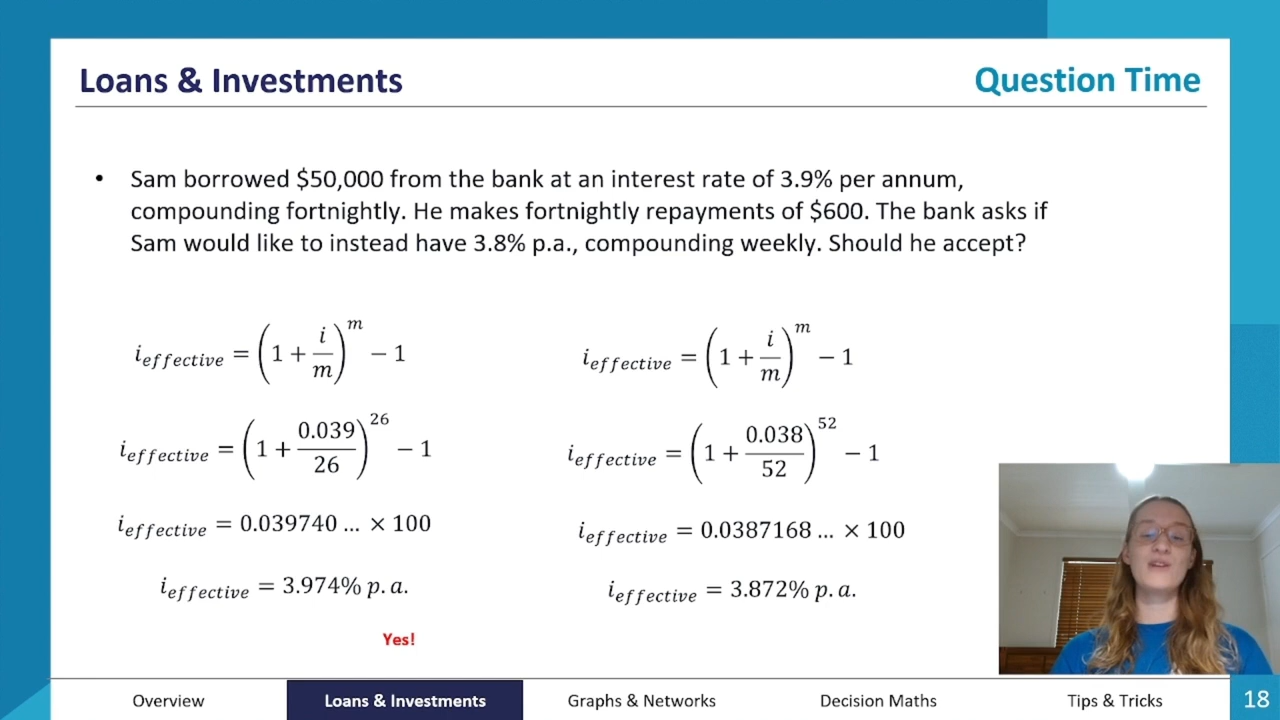 Loans & Investments
Question Time
• Sam borrowed $50,000 from the bank at an interest rate of 3.9% per annum,
compounding fortnightly. He makes fortnightly repayments of $600. The bank asks if
Sam would like to instead have 3.8% p.a., compounding weekly. Should he accept?
i_effective = (1 + i/m)^m − 1
i_effective = (1 + 0.039/26)^26 − 1
i_effective = 0.039740 … × 100
i_effective = 3.974% p.a.
Yes!
i_effective = (1 + i/m)^m − 1
i_effective = (1 + 0.038/52)^52 − 1
i_effective = 0.0387168 … × 100
i_effective = 3.872% p.a.
Overview
Loans & Investments
Graphs & Networks
Decision Maths
Tips & Tricks
18